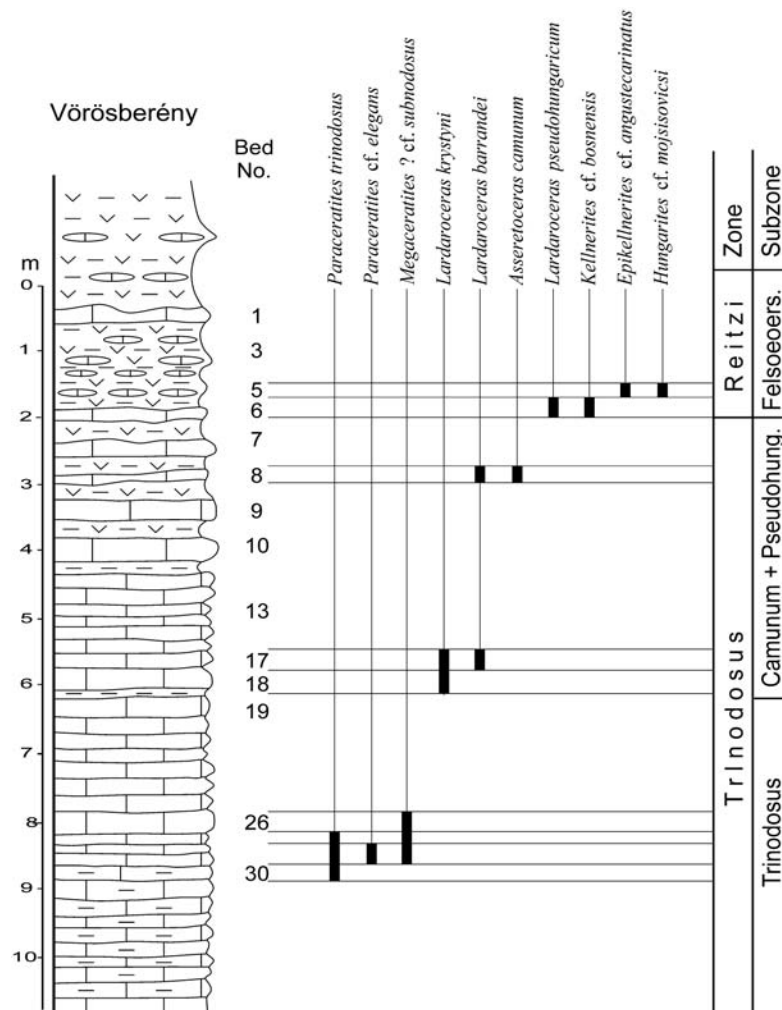 Vörösberény
Bed
No.
Paraceratites trinodosus
Paraceratites cf. elegans
Megaceratites ? cf. subnodosus
Lardaroceras krystyni
Lardaroceras barrandei
Asseretoceras camunum
Lardaroceras pseudohungaricum
Kellnerites cf. bosnensis
Epikellnerites cf. angustecarinatus
Hungarites cf. mojsisovicsi
Zone
Subzone
m
0
1
2
3
4
5
6
7
8
9
10
1
3
5
6
7
8
9
10
13
17
18
19
26
30
Reitzi
TrInodosus
Felsoeoers.
Camunum + Pseudohung.
Trinodosus